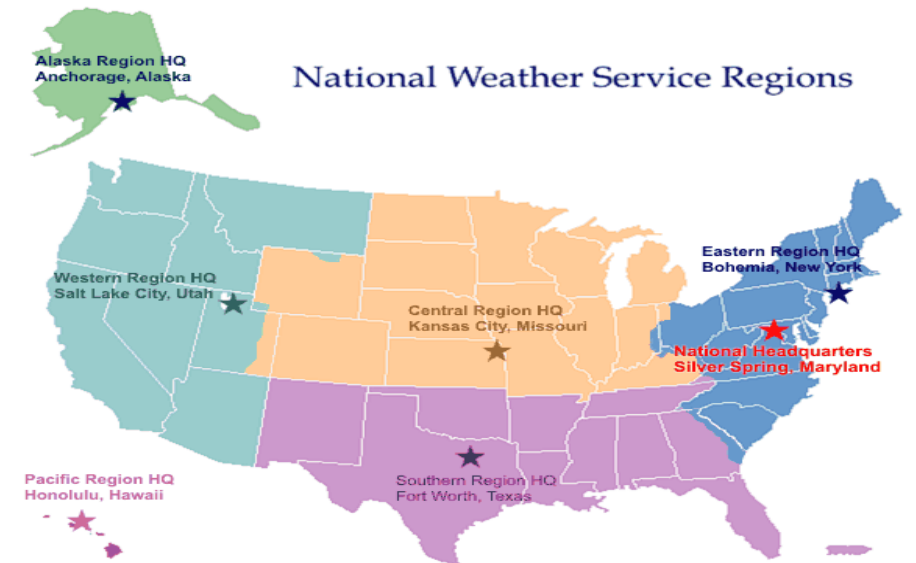 Alaska Region HQ
Anchorage, Alaska
National Weather Service Regions
Eastern Region HQ
Bohemia, New York
Western Region HQ
Salt Lake City, Utah
Central Region HQ
Kansas City, Missouri
National Headquarters
Silver Spring, Maryland
Pacific Region HQ
Honolulu, Hawaii
Southern Region HQ
Fort Worth, Texas